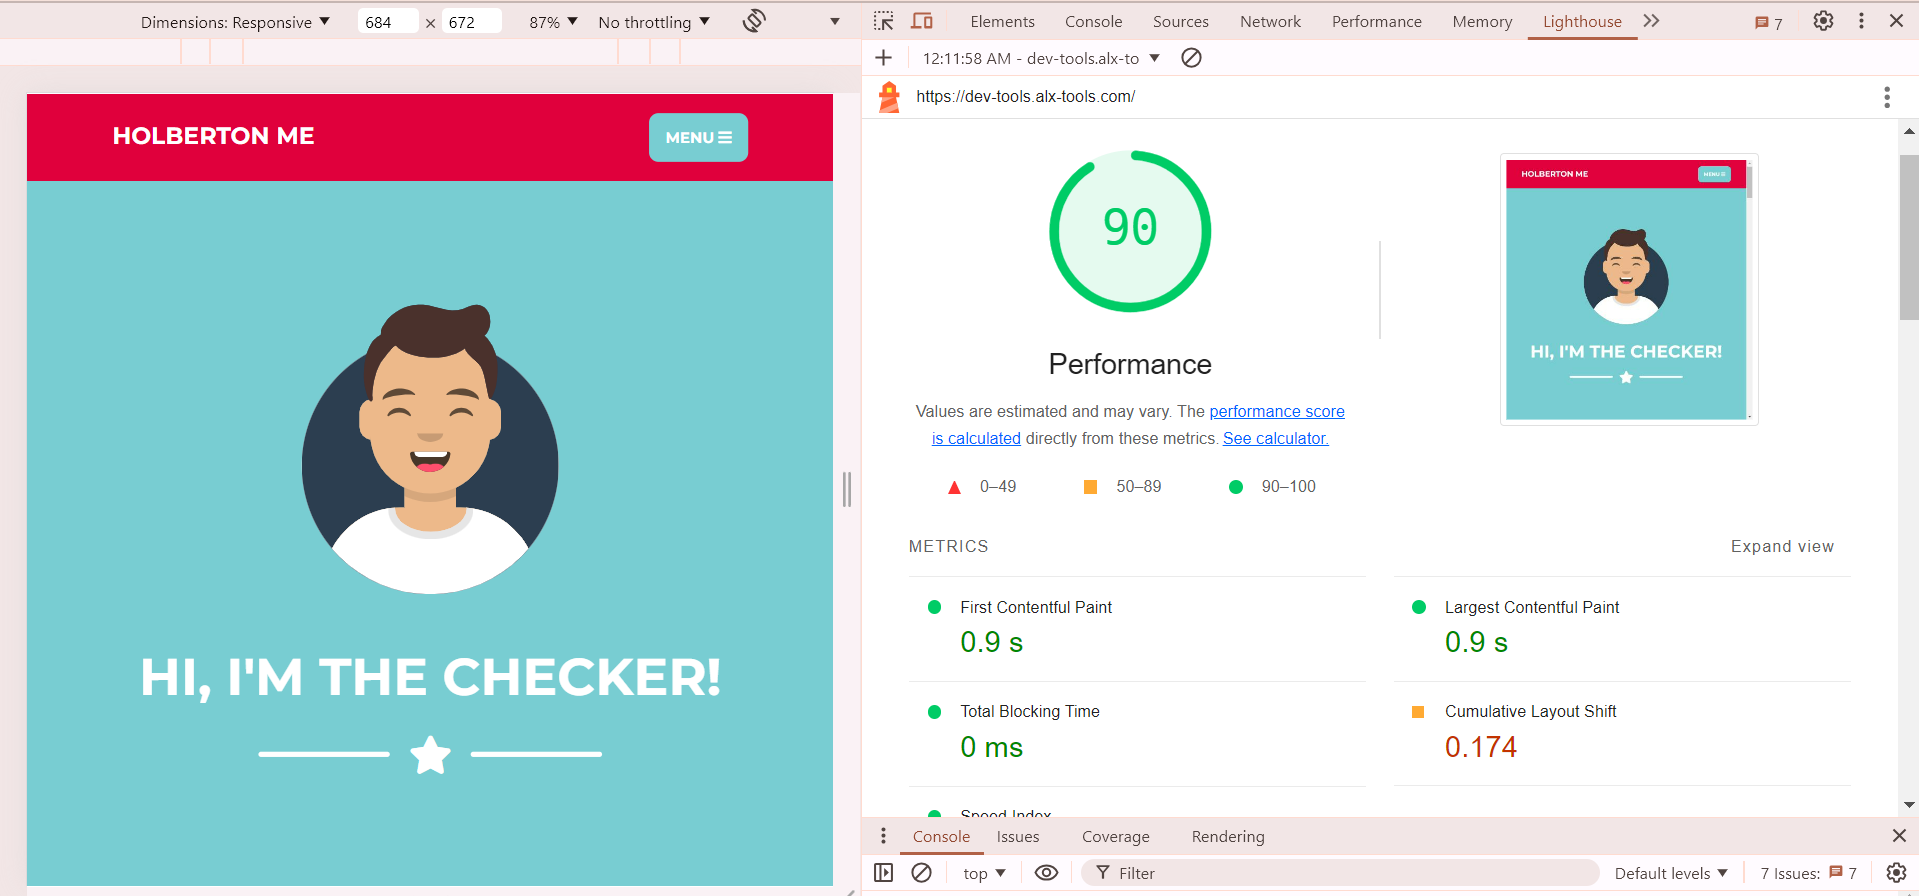 Dimensions: Responsive ▼ 684 × 672 87% ▼ No throttling ▼
HOLBERTON ME
MENU
HI, I'M THE CHECKER!
Elements Console Sources Network Performance Memory Lighthouse 7
12:11:58 AM - dev-tools.alx-to
https://dev-tools.alx-tools.com/
90
Performance
Values are estimated and may vary. The performance score
is calculated directly from these metrics. See calculator.
0–49 50–89 90–100
HOLBERTON ME
MENU
HI, I'M THE CHECKER!
METRICS Expand view
First Contentful Paint
0.9 s
Largest Contentful Paint
0.9 s
Total Blocking Time
0 ms
Cumulative Layout Shift
0.174
Speed Index
Console Issues Coverage Rendering
top ▼ Filter Default levels ▼ 7 Issues: 7